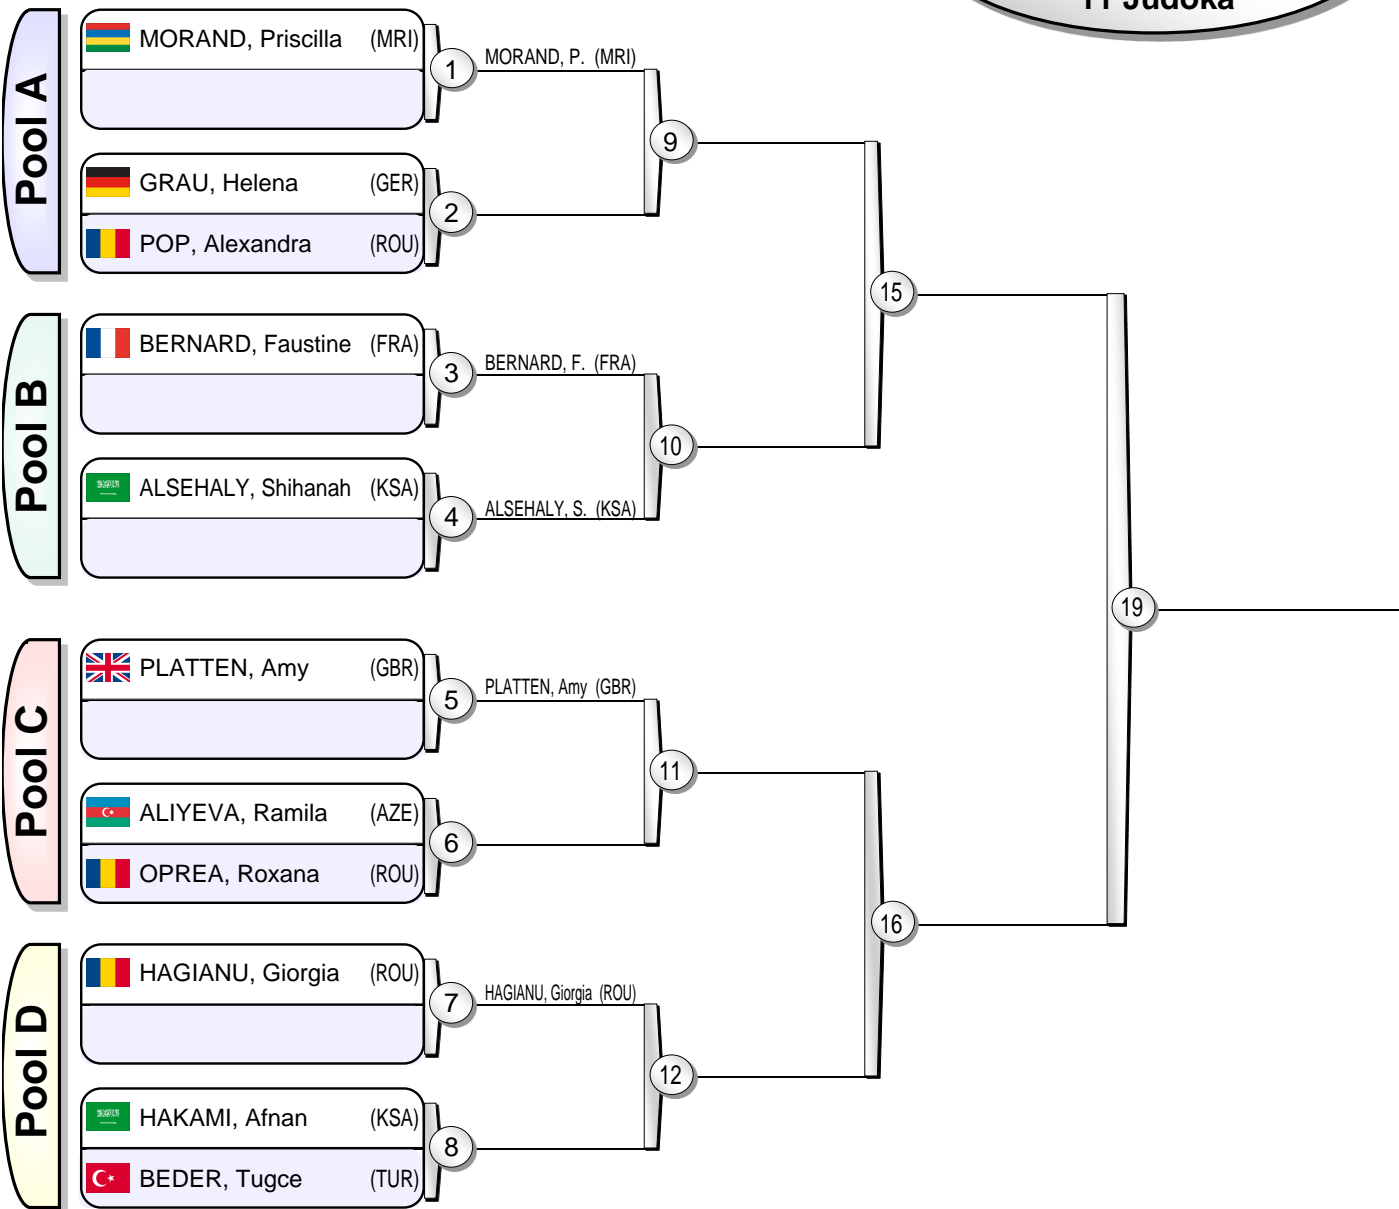 11 Judoka
Pool A
MORAND, Priscilla (MRI)
1
MORAND, P. (MRI)
9
GRAU, Helena (GER)
2
POP, Alexandra (ROU)
15
Pool B
BERNARD, Faustine (FRA)
3
BERNARD, F. (FRA)
10
ALSEHALY, Shihanah (KSA)
4
ALSEHALY, S. (KSA)
19
Pool C
PLATTEN, Amy (GBR)
5
PLATTEN, Amy (GBR)
11
ALIYEVA, Ramila (AZE)
6
OPREA, Roxana (ROU)
16
Pool D
HAGIANU, Giorgia (ROU)
7
HAGIANU, Giorgia (ROU)
12
HAKAMI, Afnan (KSA)
8
BEDER, Tugce (TUR)